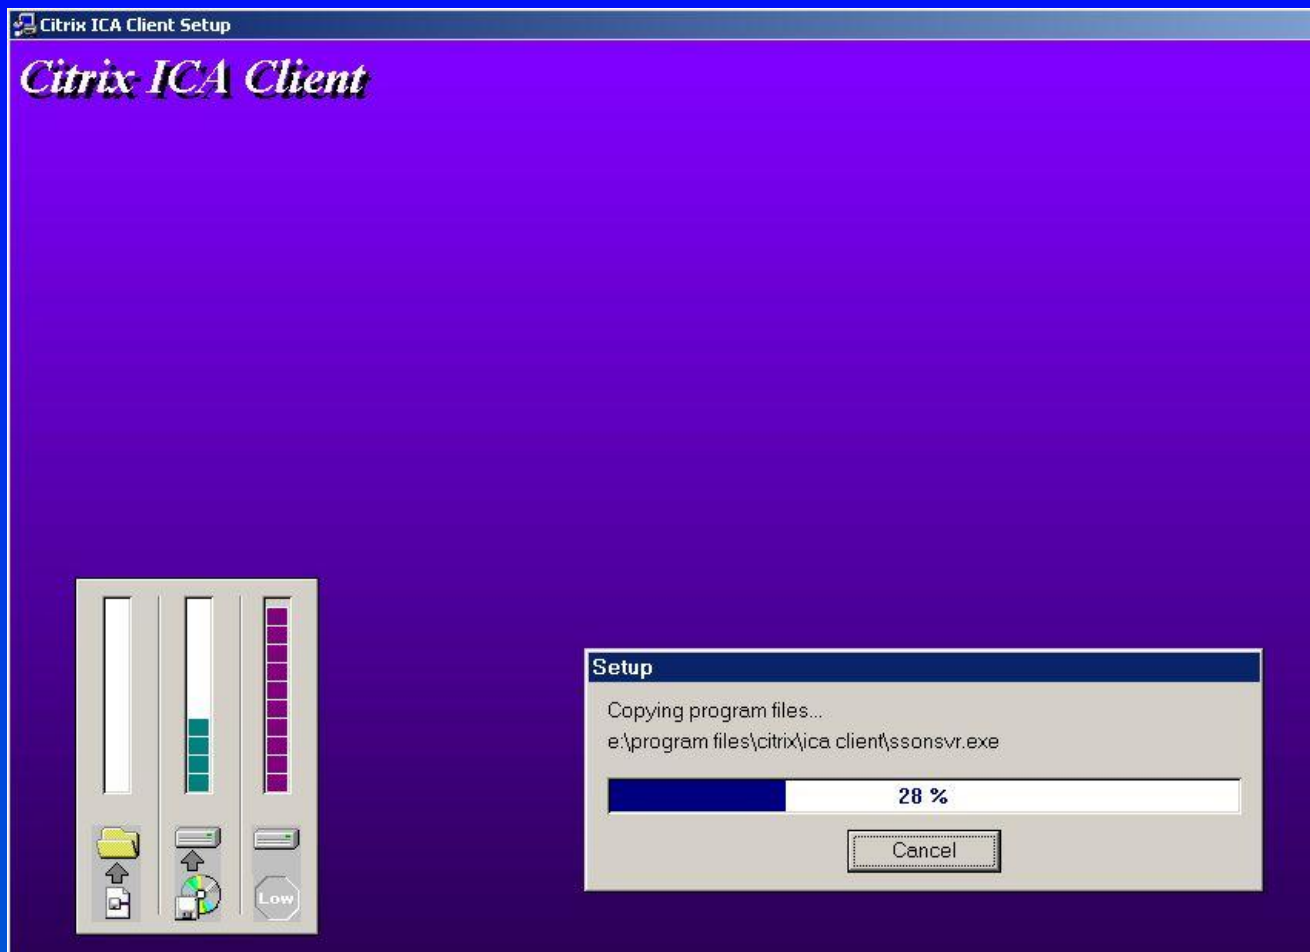 Citrix ICA Client Setup
Citrix ICA Client
Setup
Copying program files...
e:\program files\citrix\ica client\ssonsvr.exe
28 %
Cancel
Low